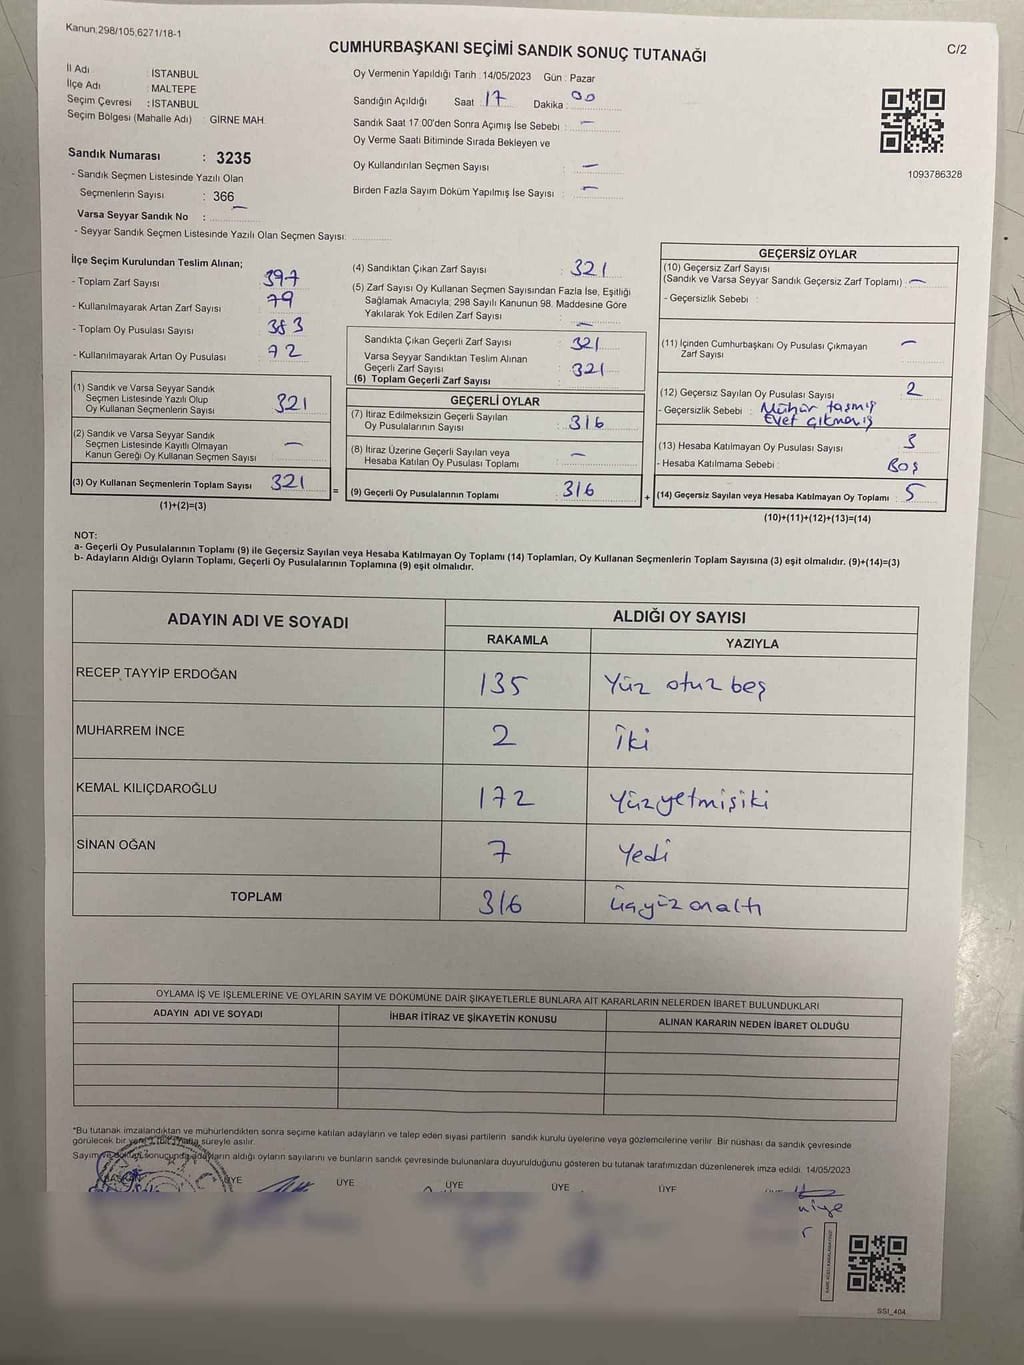 Kanun;298/105,6271/18-1
C/2
CUMHURBAŞKANI SEÇİMİ SANDIK SONUÇ TUTANAĞI
İl Adı : İSTANBUL
İlçe Adı : MALTEPE
Seçim Çevresi : İSTANBUL
Seçim Bölgesi (Mahalle Adı) : GİRNE MAH.
Oy Vermenin Yapıldığı Tarih : 14/05/2023 Gün : Pazar
Sandığın Açıldığı Saat 17 Dakika : 00
Sandık Saat 17:00'den Sonra Açımış İse Sebebi : —
Oy Verme Saati Bitiminde Sırada Bekleyen ve
Oy Kullandırılan Seçmen Sayısı : —
Birden Fazla Sayım Döküm Yapılmış İse Sayısı : —
1093786328
Sandık Numarası : 3235
- Sandık Seçmen Listesinde Yazılı Olan
Seçmenlerin Sayısı : 366
Varsa Seyyar Sandık No : —
- Seyyar Sandık Seçmen Listesinde Yazılı Olan Seçmen Sayısı:
İlçe Seçim Kurulundan Teslim Alınan;
- Toplam Zarf Sayısı : 397
- Kullanılmayarak Artan Zarf Sayısı : 79
- Toplam Oy Pusulası Sayısı : 383
- Kullanılmayarak Artan Oy Pusulası : 72
(1) Sandık ve Varsa Seyyar Sandık
Seçmen Listesinde Yazılı Olup
Oy Kullanan Seçmenlerin Sayısı : 321
(2) Sandık ve Varsa Seyyar Sandık
Seçmen Listesinde Kayıtlı Olmayan
Kanun Gereği Oy Kullanan Seçmen Sayısı : —
(3) Oy Kullanan Seçmenlerin Toplam Sayısı : 321
(1)+(2)=(3)
=
(4) Sandıktan Çıkan Zarf Sayısı : 321
(5) Zarf Sayısı Oy Kullanan Seçmen Sayısından Fazla İse, Eşitliği
Sağlamak Amacıyla; 298 Sayılı Kanunun 98. Maddesine Göre
Yakılarak Yok Edilen Zarf Sayısı : —
Sandıkta Çıkan Geçerli Zarf Sayısı : 321
Varsa Seyyar Sandıktan Teslim Alınan
Geçerli Zarf Sayısı : 321
(6) Toplam Geçerli Zarf Sayısı
GEÇERLİ OYLAR
(7) İtiraz Edilmeksizin Geçerli Sayılan
Oy Pusulalarının Sayısı : 316
(8) İtiraz Üzerine Geçerli Sayılan veya
Hesaba Katılan Oy Pusulası Toplamı : —
(9) Geçerli Oy Pusulalarının Toplamı : 316
+
GEÇERSİZ OYLAR
(10) Geçersiz Zarf Sayısı
(Sandık ve Varsa Seyyar Sandık Geçersiz Zarf Toplamı) : —
- Geçersizlik Sebebi :
(11) İçinden Cumhurbaşkanı Oy Pusulası Çıkmayan
Zarf Sayısı : —
(12) Geçersiz Sayılan Oy Pusulası Sayısı : 2
- Geçersizlik Sebebi : Mühür taşmış
Evet çıkmamış
(13) Hesaba Katılmayan Oy Pusulası Sayısı : 3
- Hesaba Katılmama Sebebi : Boş
(14) Geçersiz Sayılan veya Hesaba Katılmayan Oy Toplamı : 5
(10)+(11)+(12)+(13)=(14)
NOT:
a- Geçerli Oy Pusulalarının Toplamı (9) ile Geçersiz Sayılan veya Hesaba Katılmayan Oy Toplamı (14) Toplamları, Oy Kullanan Seçmenlerin Toplam Sayısına (3) eşit olmalıdır. (9)+(14)=(3)
b- Adayların Aldığı Oyların Toplamı, Geçerli Oy Pusulalarının Toplamına (9) eşit olmalıdır.
ADAYIN ADI VE SOYADI ALDIĞI OY SAYISI
RAKAMLA YAZIYLA
RECEP TAYYİP ERDOĞAN 135 Yüz otuz beş
MUHARREM İNCE 2 İki
KEMAL KILIÇDAROĞLU 172 Yüzyetmişiki
SİNAN OĞAN 7 Yedi
TOPLAM 316 üçyüz onaltı
OYLAMA İŞ VE İŞLEMLERİNE VE OYLARIN SAYIM VE DÖKÜMÜNE DAİR ŞİKAYETLERLE BUNLARA AİT KARARLARIN NELERDEN İBARET BULUNDUKLARI
ADAYIN ADI VE SOYADI İHBAR İTİRAZ VE ŞİKAYETİN KONUSU ALINAN KARARIN NEDEN İBARET OLDUĞU
*Bu tutanak imzalandıktan ve mühürlendikten sonra seçime katılan adayların ve talep eden siyasi partilerin sandık kurulu üyelerine veya gözlemcilerine verilir. Bir nüshası da sandık çevresinde
görülecek bir yere süreyle asılır.
Sayım ve döküm sonucunda adayların aldığı oyların sayılarını ve bunların sandık çevresinde bulunanlara duyurulduğunu gösteren bu tutanak tarafımızdan düzenlenerek imza edildi. 14/05/2023
BAŞKAN ÜYE ÜYE ÜYE ÜYE ÜYE
SSI_404